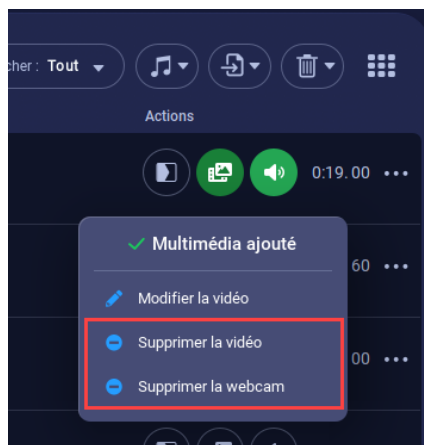 cher : Tout
Actions
0:19.00
Multimédia ajouté
60
Modifier la vidéo
Supprimer la vidéo
00
Supprimer la webcam